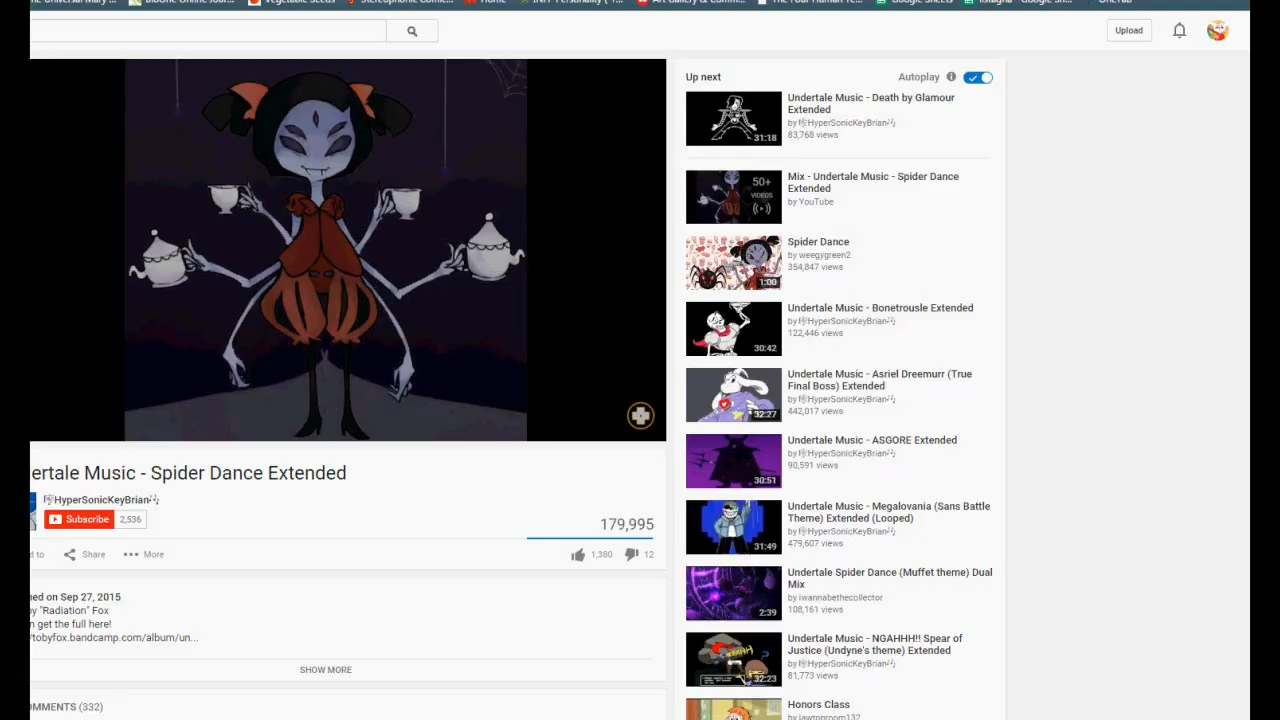 Upload
Up next
Autoplay
Undertale Music - Death by Glamour
Extended
by HyperSonicKeyBrian
83,768 views
31:18
Mix - Undertale Music - Spider Dance
Extended
by YouTube
50+
VIDEOS
Spider Dance
by weegygreen2
354,847 views
1:00
Undertale Music - Bonetrousle Extended
by HyperSonicKeyBrian
122,446 views
30:42
Undertale Music - Asriel Dreemurr (True
Final Boss) Extended
by HyperSonicKeyBrian
442,017 views
32:27
Undertale Music - ASGORE Extended
by HyperSonicKeyBrian
90,591 views
30:51
Undertale Music - Megalovania (Sans Battle
Theme) Extended (Looped)
by HyperSonicKeyBrian
479,607 views
31:49
Undertale Spider Dance (Muffet theme) Dual
Mix
by iwannabethecollector
108,161 views
2:39
Undertale Music - NGAHHH!! Spear of
Justice (Undyne's theme) Extended
by HyperSonicKeyBrian
81,773 views
32:23
Honors Class
by lawtonroom132
ertale Music - Spider Dance Extended
HyperSonicKeyBrian
Subscribe 2,536
179,995
d to Share More 1,380 12
hed on Sep 27, 2015
by "Radiation" Fox
n get the full here!
/tobyfox.bandcamp.com/album/un...
SHOW MORE
OMMENTS (332)